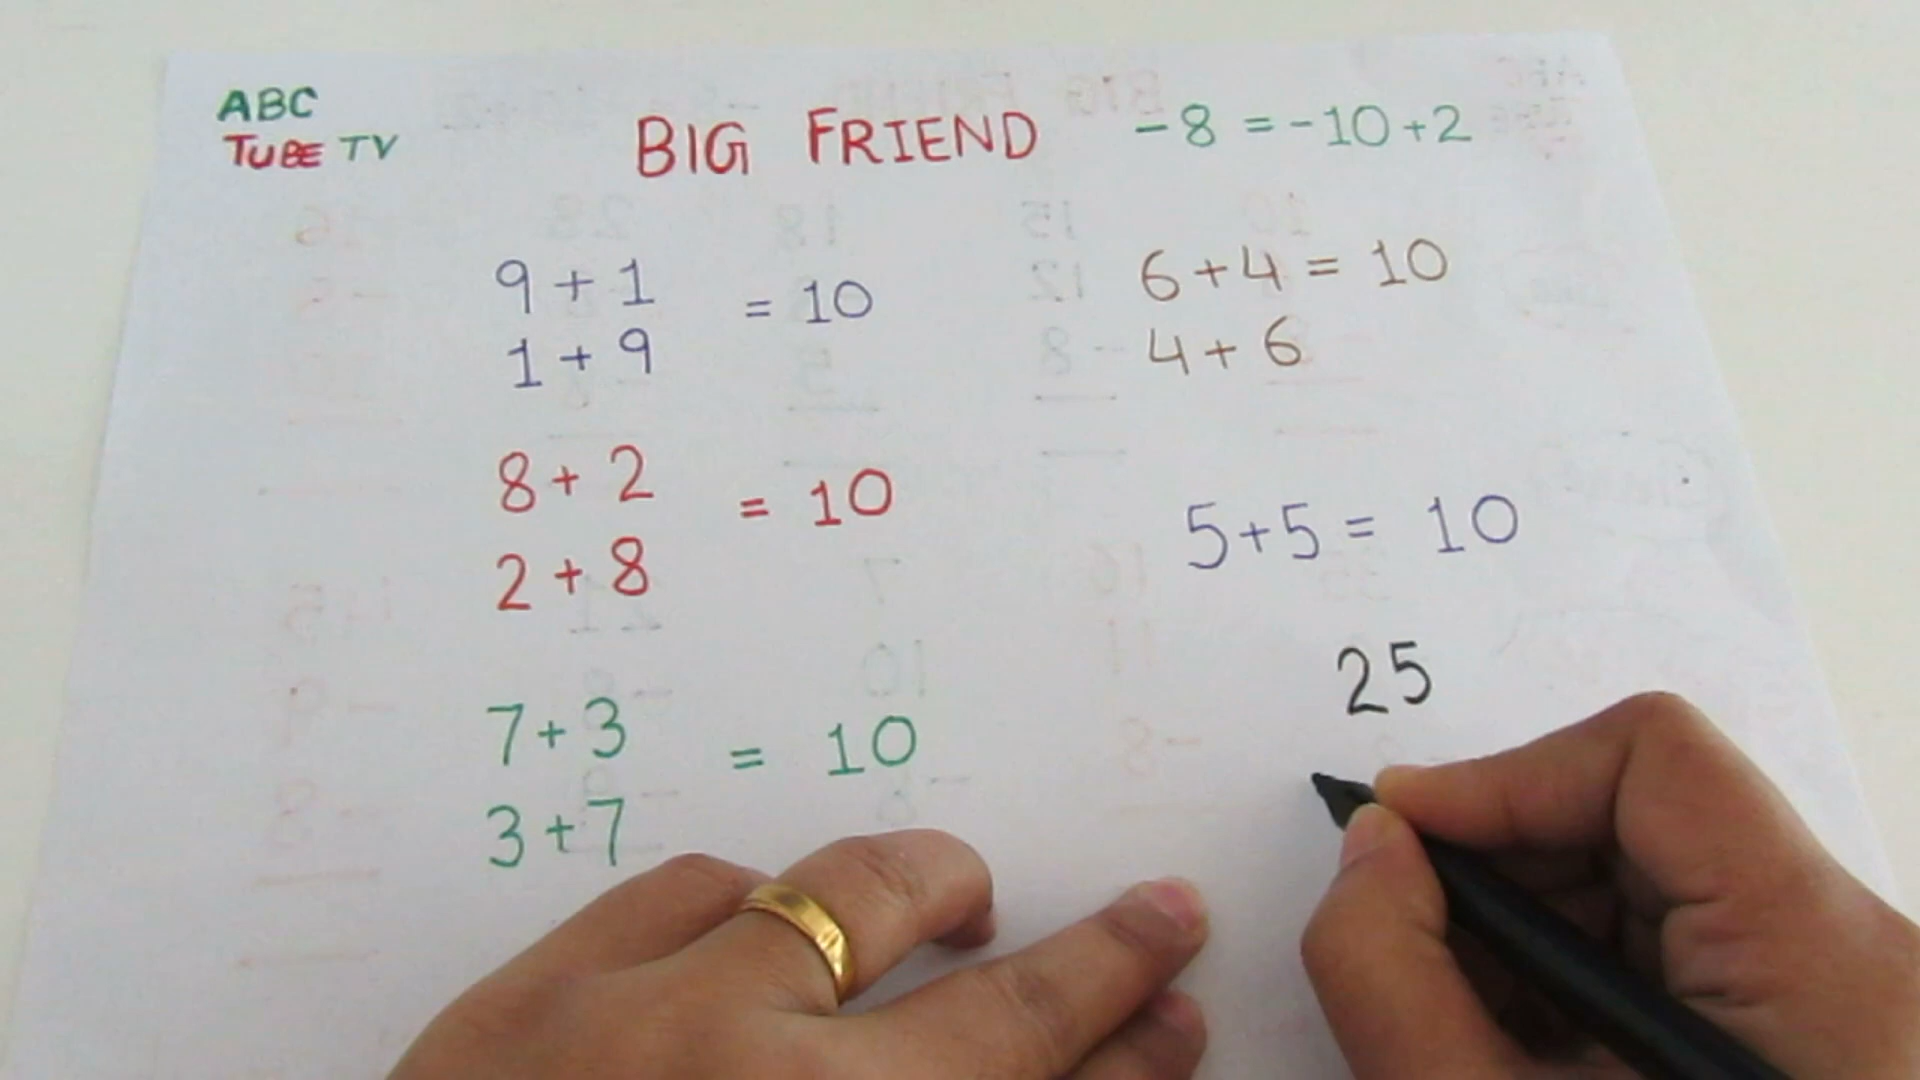 ABC
TUBE TV
BIG FRIEND
-8 = -10+2
9 + 1
1 + 9
= 10
8 + 2
2 + 8
= 10
7 + 3
3 + 7
= 10
6 + 4 = 10
4 + 6
5 + 5 = 10
25